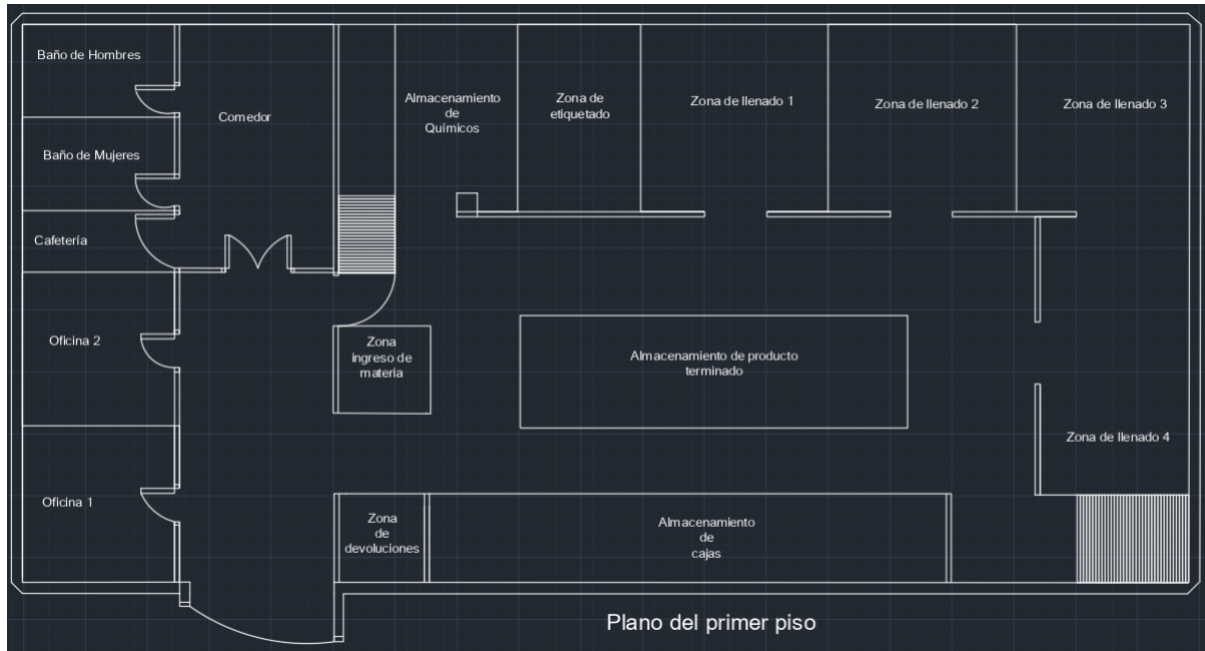 Baño de Hombres
Comedor
Almacenamiento
de
Químicos
Zona de
etiquetado
Zona de llenado 1
Zona de llenado 2
Zona de llenado 3
Baño de Mujeres
Cafetería
Oficina 2
Zona
ingreso de
materia
Almacenamiento de producto
terminado
Zona de llenado 4
Oficina 1
Zona
de
devoluciones
Almacenamiento
de
cajas
Plano del primer piso